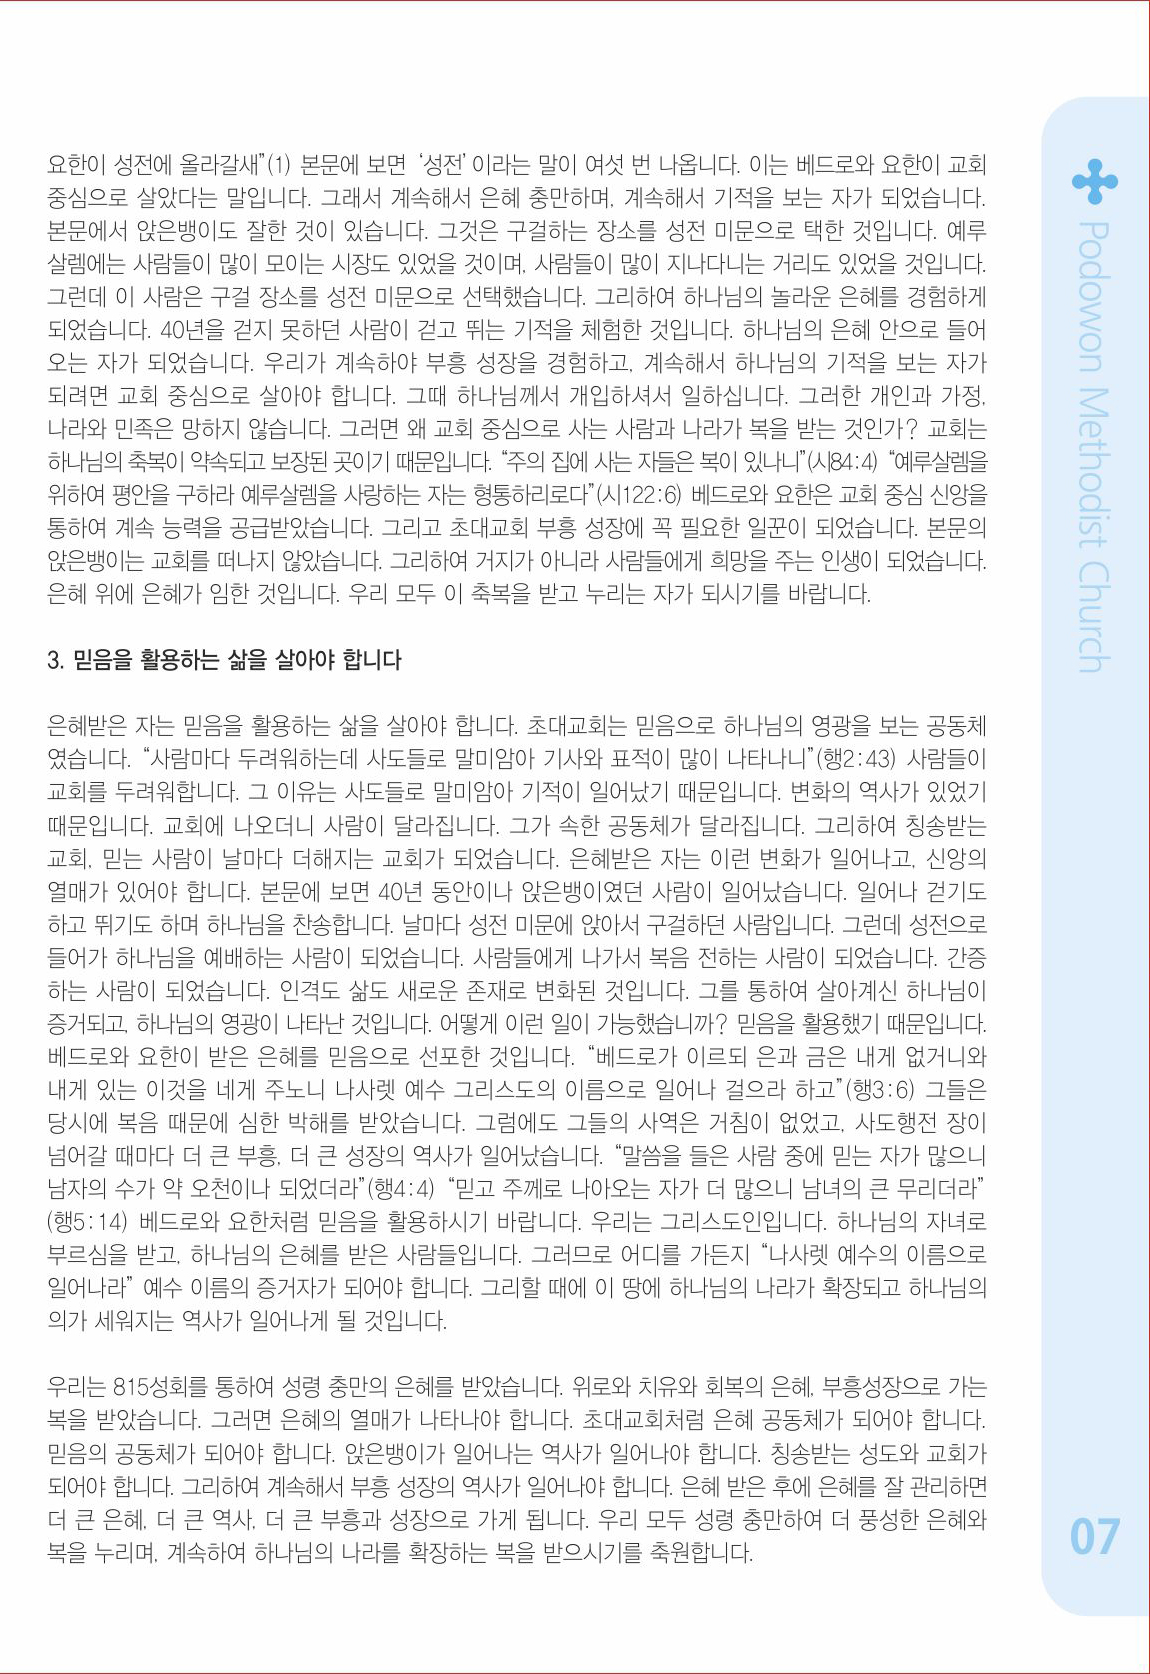 요한이 성전에 올라갈새”(1) 본문에 보면 ‘성전’이라는 말이 여섯 번 나옵니다. 이는 베드로와 요한이 교회
중심으로 살았다는 말입니다. 그래서 계속해서 은혜 충만하며, 계속해서 기적을 보는 자가 되었습니다.
본문에서 앉은뱅이도 잘한 것이 있습니다. 그것은 구걸하는 장소를 성전 미문으로 택한 것입니다. 예루
살렘에는 사람들이 많이 모이는 시장도 있었을 것이며, 사람들이 많이 지나다니는 거리도 있었을 것입니다.
그런데 이 사람은 구걸 장소를 성전 미문으로 선택했습니다. 그리하여 하나님의 놀라운 은혜를 경험하게
되었습니다. 40년을 걷지 못하던 사람이 걷고 뛰는 기적을 체험한 것입니다. 하나님의 은혜 안으로 들어
오는 자가 되었습니다. 우리가 계속하야 부흥 성장을 경험하고, 계속해서 하나님의 기적을 보는 자가
되려면 교회 중심으로 살아야 합니다. 그때 하나님께서 개입하셔서 일하십니다. 그러한 개인과 가정,
나라와 민족은 망하지 않습니다. 그러면 왜 교회 중심으로 사는 사람과 나라가 복을 받는 것인가? 교회는
하나님의 축복이 약속되고 보장된 곳이기 때문입니다. “주의 집에 사는 자들은 복이 있나니”(시84:4) “예루살렘을
위하여 평안을 구하라 예루살렘을 사랑하는 자는 형통하리로다”(시122:6) 베드로와 요한은 교회 중심 신앙을
통하여 계속 능력을 공급받았습니다. 그리고 초대교회 부흥 성장에 꼭 필요한 일꾼이 되었습니다. 본문의
앉은뱅이는 교회를 떠나지 않았습니다. 그리하여 거지가 아니라 사람들에게 희망을 주는 인생이 되었습니다.
은혜 위에 은혜가 임한 것입니다. 우리 모두 이 축복을 받고 누리는 자가 되시기를 바랍니다.
3. 믿음을 활용하는 삶을 살아야 합니다
은혜받은 자는 믿음을 활용하는 삶을 살아야 합니다. 초대교회는 믿음으로 하나님의 영광을 보는 공동체
였습니다. “사람마다 두려워하는데 사도들로 말미암아 기사와 표적이 많이 나타나니”(행2:43) 사람들이
교회를 두려워합니다. 그 이유는 사도들로 말미암아 기적이 일어났기 때문입니다. 변화의 역사가 있었기
때문입니다. 교회에 나오더니 사람이 달라집니다. 그가 속한 공동체가 달라집니다. 그리하여 칭송받는
교회, 믿는 사람이 날마다 더해지는 교회가 되었습니다. 은혜받은 자는 이런 변화가 일어나고, 신앙의
열매가 있어야 합니다. 본문에 보면 40년 동안이나 앉은뱅이였던 사람이 일어났습니다. 일어나 걷기도
하고 뛰기도 하며 하나님을 찬송합니다. 날마다 성전 미문에 앉아서 구걸하던 사람입니다. 그런데 성전으로
들어가 하나님을 예배하는 사람이 되었습니다. 사람들에게 나가서 복음 전하는 사람이 되었습니다. 간증
하는 사람이 되었습니다. 인격도 삶도 새로운 존재로 변화된 것입니다. 그를 통하여 살아계신 하나님이
증거되고, 하나님의 영광이 나타난 것입니다. 어떻게 이런 일이 가능했습니까? 믿음을 활용했기 때문입니다.
베드로와 요한이 받은 은혜를 믿음으로 선포한 것입니다. “베드로가 이르되 은과 금은 내게 없거니와
내게 있는 이것을 네게 주노니 나사렛 예수 그리스도의 이름으로 일어나 걸으라 하고”(행3:6) 그들은
당시에 복음 때문에 심한 박해를 받았습니다. 그럼에도 그들의 사역은 거침이 없었고, 사도행전 장이
넘어갈 때마다 더 큰 부흥, 더 큰 성장의 역사가 일어났습니다. “말씀을 들은 사람 중에 믿는 자가 많으니
남자의 수가 약 오천이나 되었더라”(행4:4) “믿고 주께로 나아오는 자가 더 많으니 남녀의 큰 무리더라”
(행5:14) 베드로와 요한처럼 믿음을 활용하시기 바랍니다. 우리는 그리스도인입니다. 하나님의 자녀로
부르심을 받고, 하나님의 은혜를 받은 사람들입니다. 그러므로 어디를 가든지 “나사렛 예수의 이름으로
일어나라” 예수 이름의 증거자가 되어야 합니다. 그리할 때에 이 땅에 하나님의 나라가 확장되고 하나님의
의가 세워지는 역사가 일어나게 될 것입니다.
우리는 815성회를 통하여 성령 충만의 은혜를 받았습니다. 위로와 치유와 회복의 은혜, 부흥성장으로 가는
복을 받았습니다. 그러면 은혜의 열매가 나타나야 합니다. 초대교회처럼 은혜 공동체가 되어야 합니다.
믿음의 공동체가 되어야 합니다. 앉은뱅이가 일어나는 역사가 일어나야 합니다. 칭송받는 성도와 교회가
되어야 합니다. 그리하여 계속해서 부흥 성장의 역사가 일어나야 합니다. 은혜 받은 후에 은혜를 잘 관리하면
더 큰 은혜, 더 큰 역사, 더 큰 부흥과 성장으로 가게 됩니다. 우리 모두 성령 충만하여 더 풍성한 은혜와
복을 누리며, 계속하여 하나님의 나라를 확장하는 복을 받으시기를 축원합니다.
Podowon Methodist Church
07